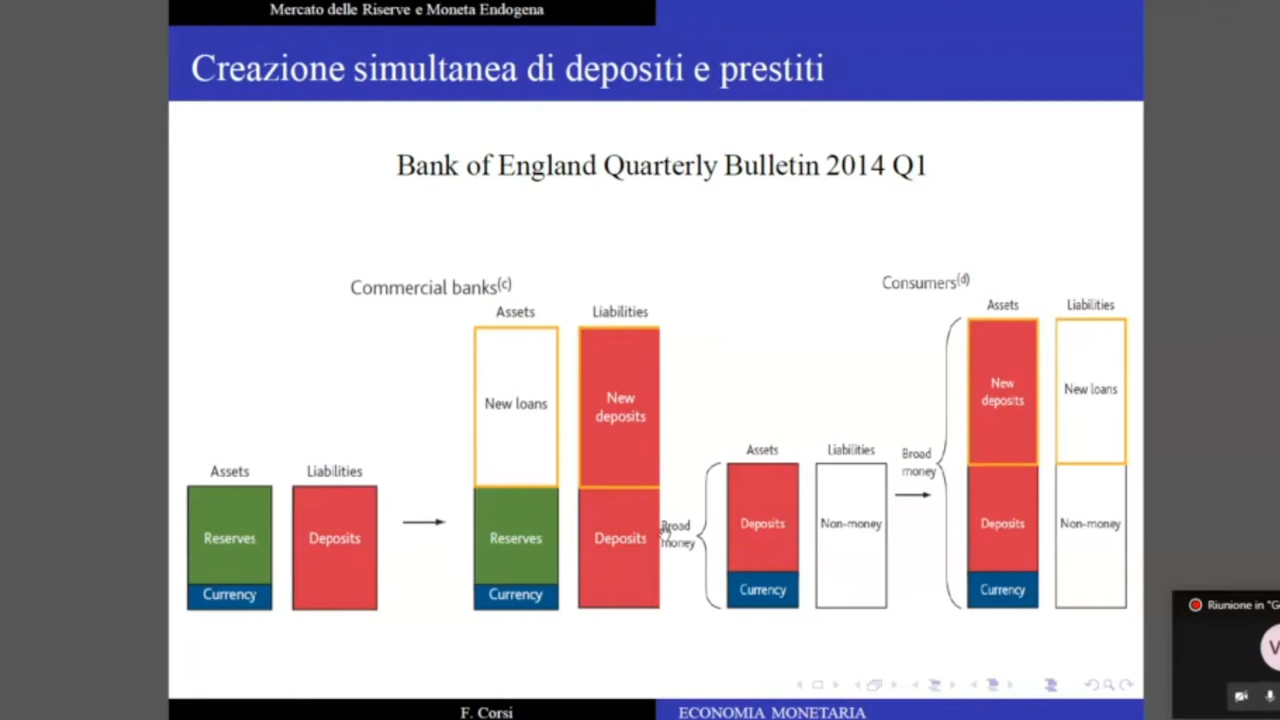 Mercato delle Riserve e Moneta Endogena
Creazione simultanea di depositi e prestiti
Bank of England Quarterly Bulletin 2014 Q1
Commercial banks(c)
Assets
Liabilities
New loans
New
deposits
Assets
Liabilities
Reserves
Deposits
Currency
Reserves
Deposits
Currency
Consumers(d)
Assets
Liabilities
New
deposits
New loans
Assets
Liabilities
Broad
money
Deposits
Non-money
Currency
Broad
money
Deposits
Non-money
Currency
Riunione in "G
V
F. Corsi
ECONOMIA MONETARIA